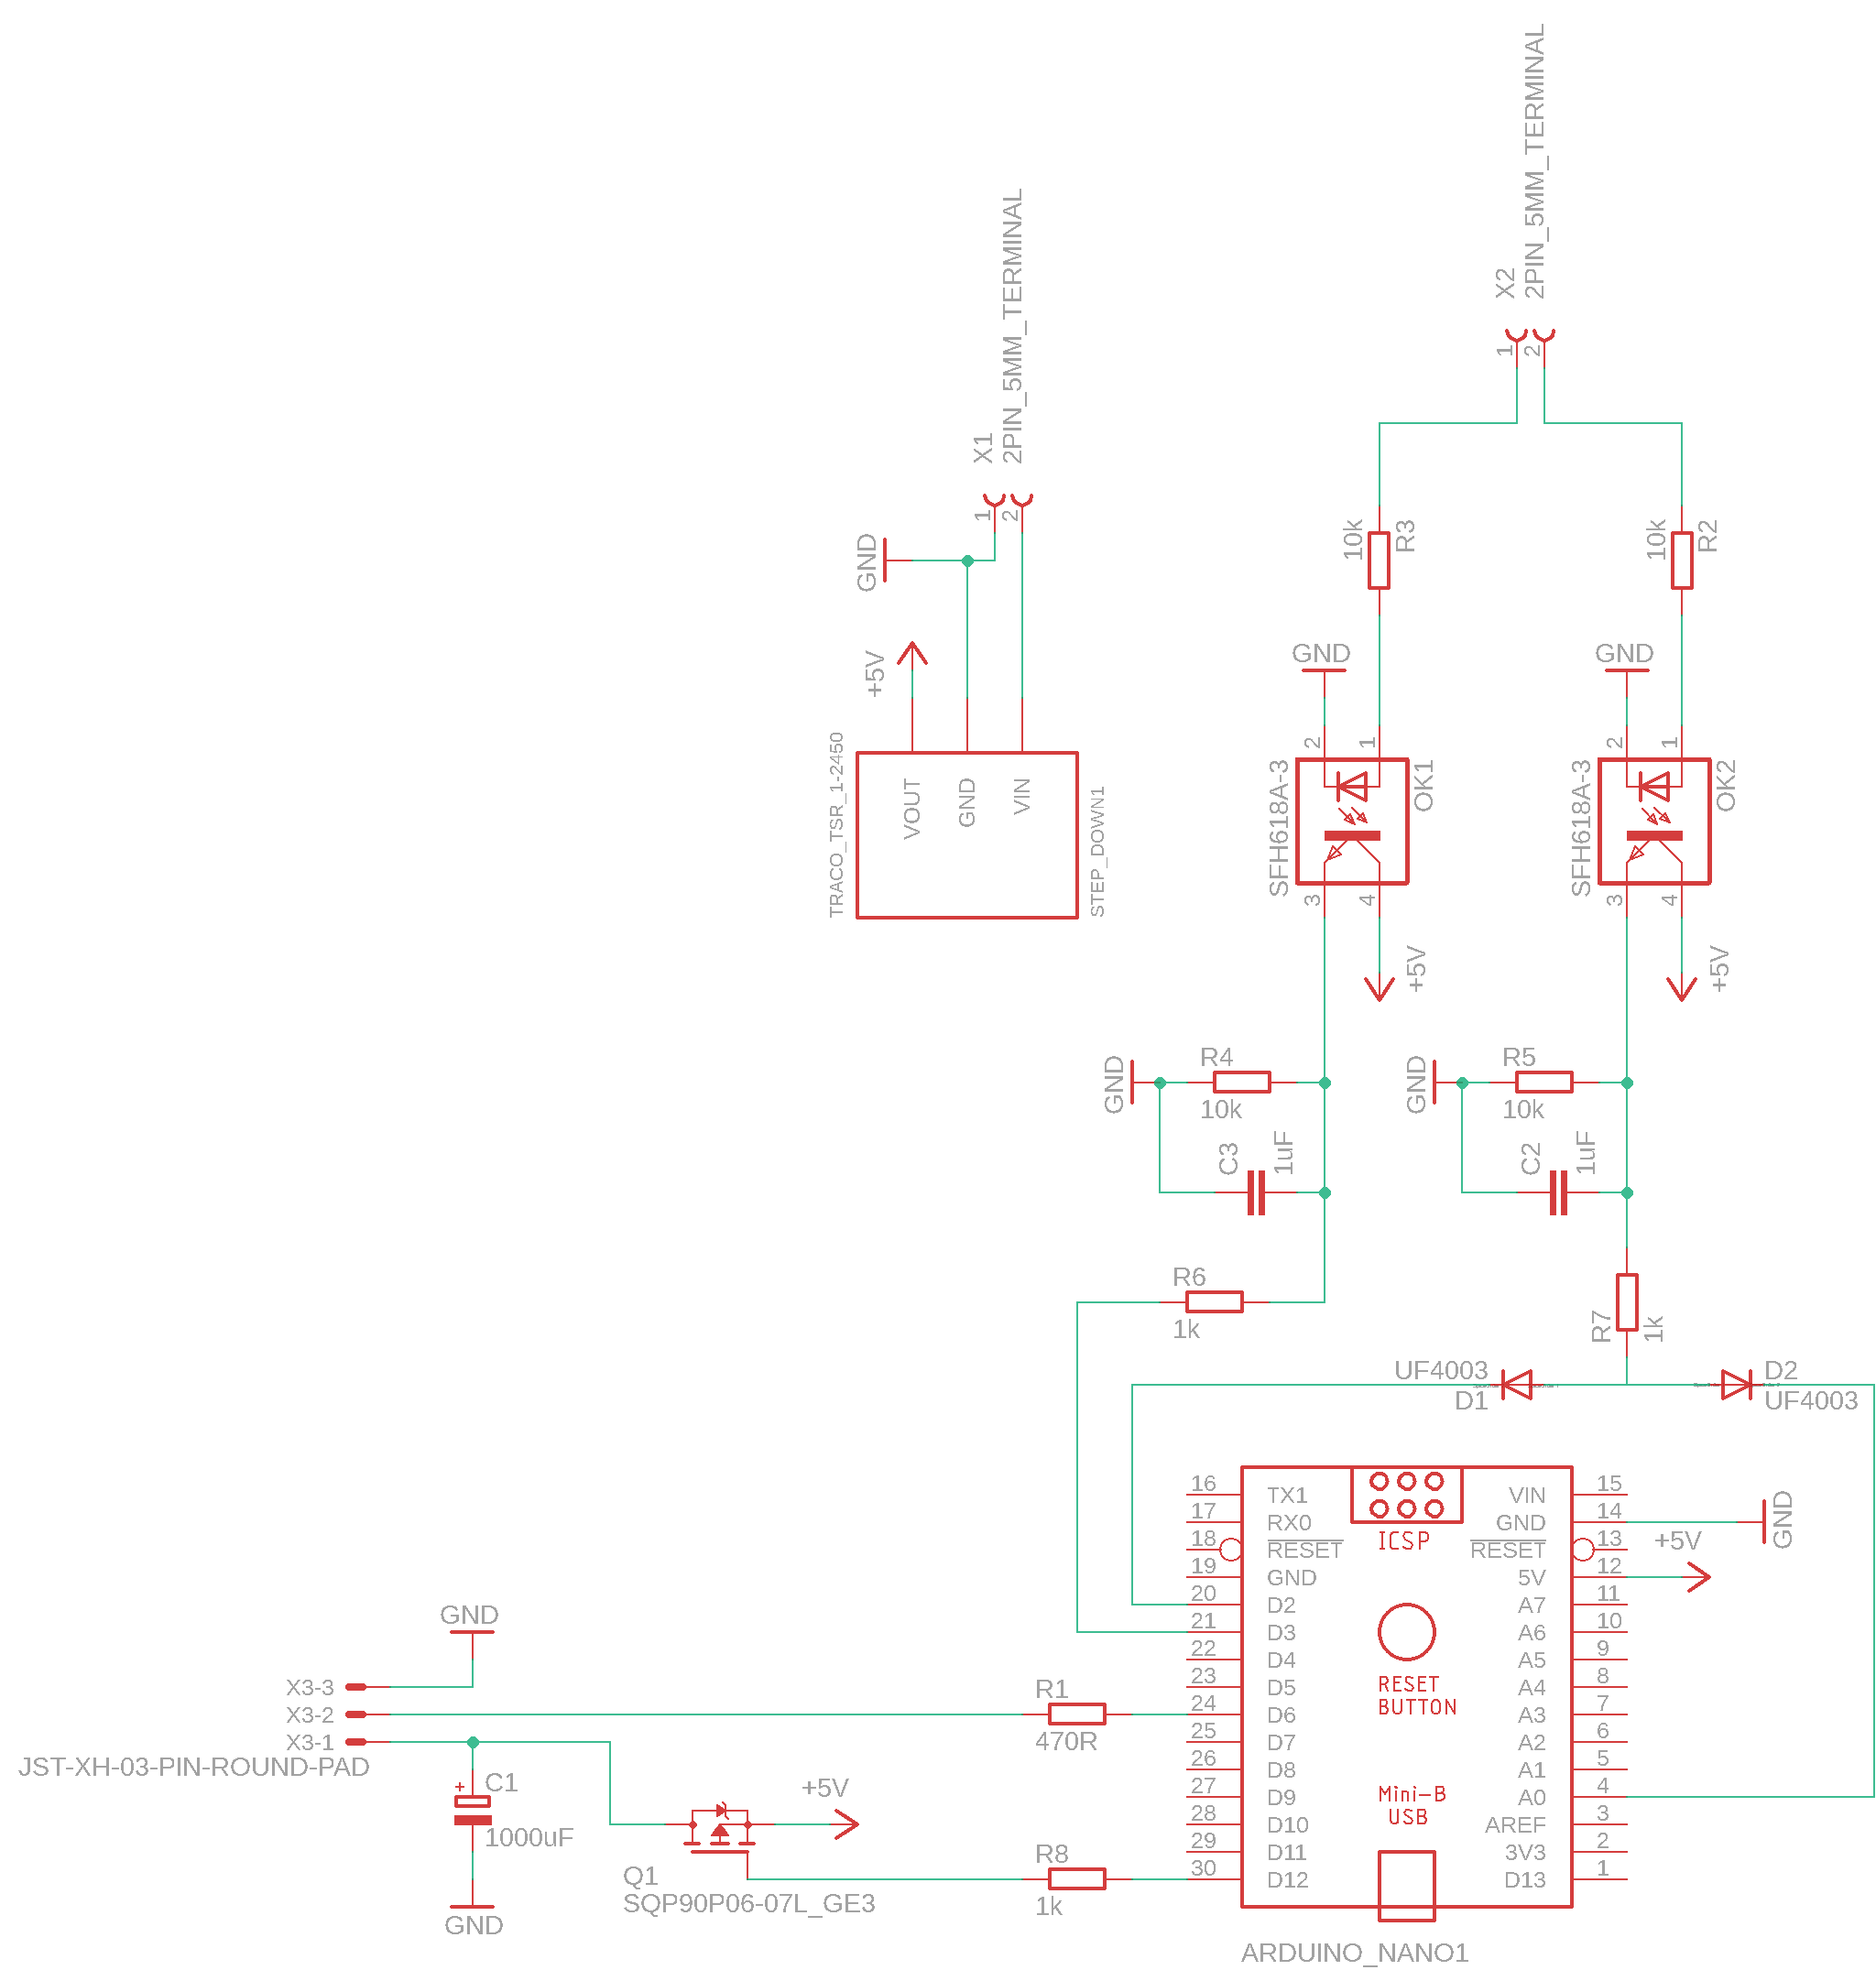 X2
2PIN_5MM_TERMINAL
1
2
X1
2PIN_5MM_TERMINAL
1
2
GND
+5V
TRACO_TSR_1-2450
VOUT
GND
VIN
STEP_DOWN1
10k
R3
10k
R2
GND
GND
2
1
2
1
SFH618A-3
OK1
SFH618A-3
OK2
3
4
3
4
+5V
+5V
GND
R4
10k
GND
R5
10k
C3
1uF
C2
1uF
R6
1k
R7
1k
UF4003
D1
D2
UF4003
16 TX1
17 RX0
18 RESET
19 GND
20 D2
21 D3
22 D4
23 D5
24 D6
25 D7
26 D8
27 D9
28 D10
29 D11
30 D12
ICSP
RESET
BUTTON
Mini-B
USB
VIN 15
GND 14
RESET 13
5V 12
A7 11
A6 10
A5 9
A4 8
A3 7
A2 6
A1 5
A0 4
AREF 3
3V3 2
D13 1
GND
+5V
ARDUINO_NANO1
GND
X3-3
X3-2
X3-1
JST-XH-03-PIN-ROUND-PAD
R1
470R
+
C1
1000uF
GND
+5V
Q1
SQP90P06-07L_GE3
R8
1k